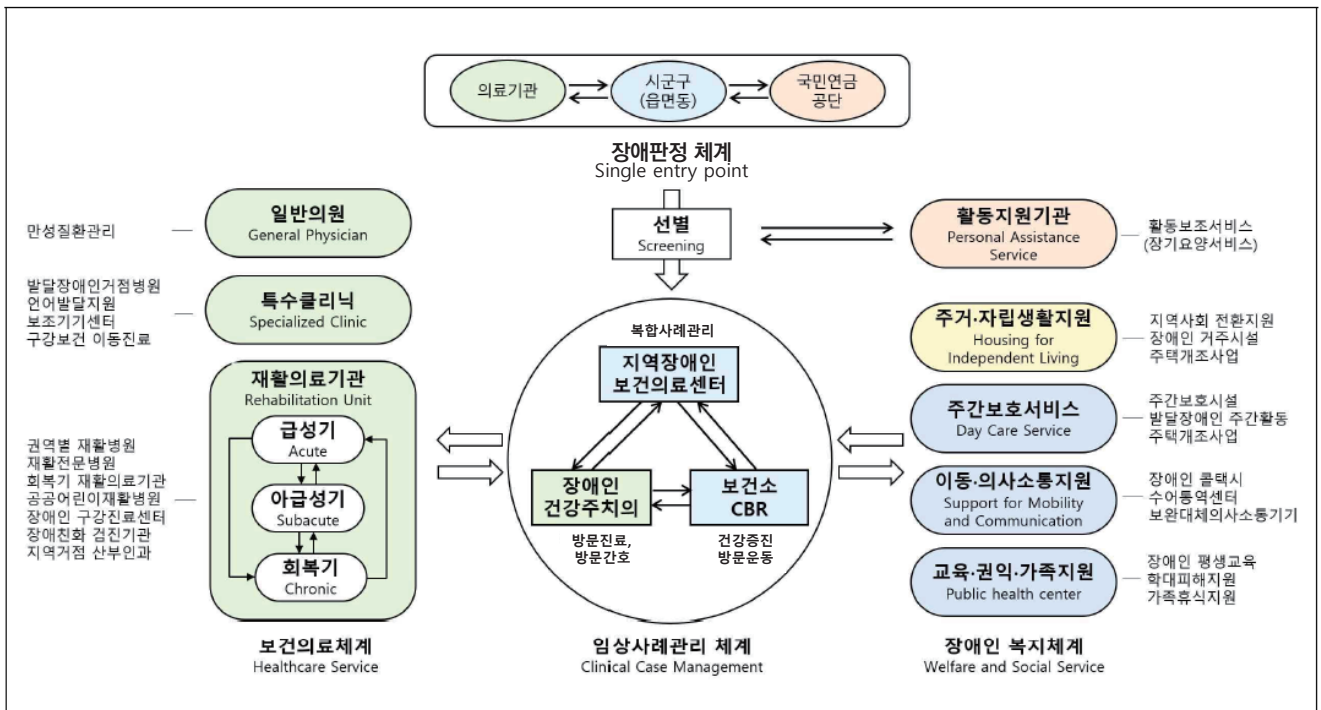 의료기관
시군구
(읍면동)
국민연금
공단
장애판정 체계
Single entry point
선별
Screening
만성질환관리
일반의원
General Physician
발달장애인거점병원
언어발달지원
보조기기센터
구강보건 이동진료
특수클리닉
Specialized Clinic
재활의료기관
Rehabilitation Unit
급성기
Acute
아급성기
Subacute
회복기
Chronic
권역별 재활병원
재활전문병원
회복기 재활의료기관
공공어린이재활병원
장애인 구강진료센터
장애친화 검진기관
지역거점 산부인과
보건의료체계
Healthcare Service
복합사례관리
지역장애인
보건의료센터
장애인
건강주치의
방문진료,
방문간호
보건소
CBR
건강증진
방문운동
임상사례관리 체계
Clinical Case Management
활동지원기관
Personal Assistance
Service
활동보조서비스
(장기요양서비스)
주거·자립생활지원
Housing for
Independent Living
지역사회 전환지원
장애인 거주시설
주택개조사업
주간보호서비스
Day Care Service
주간보호시설
발달장애인 주간활동
주택개조사업
이동·의사소통지원
Support for Mobility
and Communication
장애인 콜택시
수어통역센터
보완대체의사소통기기
교육·권익·가족지원
Public health center
장애인 평생교육
학대피해지원
가족휴식지원
장애인 복지체계
Welfare and Social Service